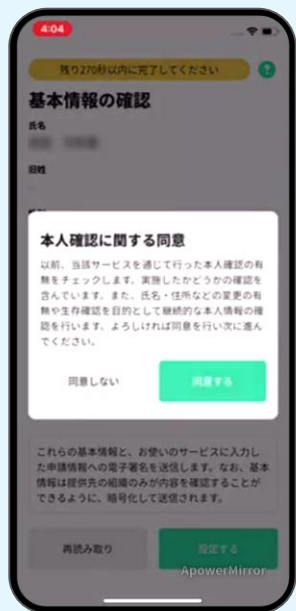 4:04
残り270秒以内に完了してください
?
基本情報の確認
氏名
旧姓
本人確認に関する同意
以前、当該サービスを通じて行った本人確認の有
無をチェックします。実施したかどうかの確認を
含んでいます。また、氏名・住所などの変更の有
無や生存確認を目的として継続的な本人情報の確
認を行います。よろしければ同意を行い次に進ん
でください。
同意しない
同意する
これらの基本情報と、お使いのサービスに入力し
た申請情報への電子署名を送信します。なお、基本
情報は提供先の組織のみが内容を確認することが
できるように、暗号化して送信されます。
再読み取り
設定する
ApowerMirror